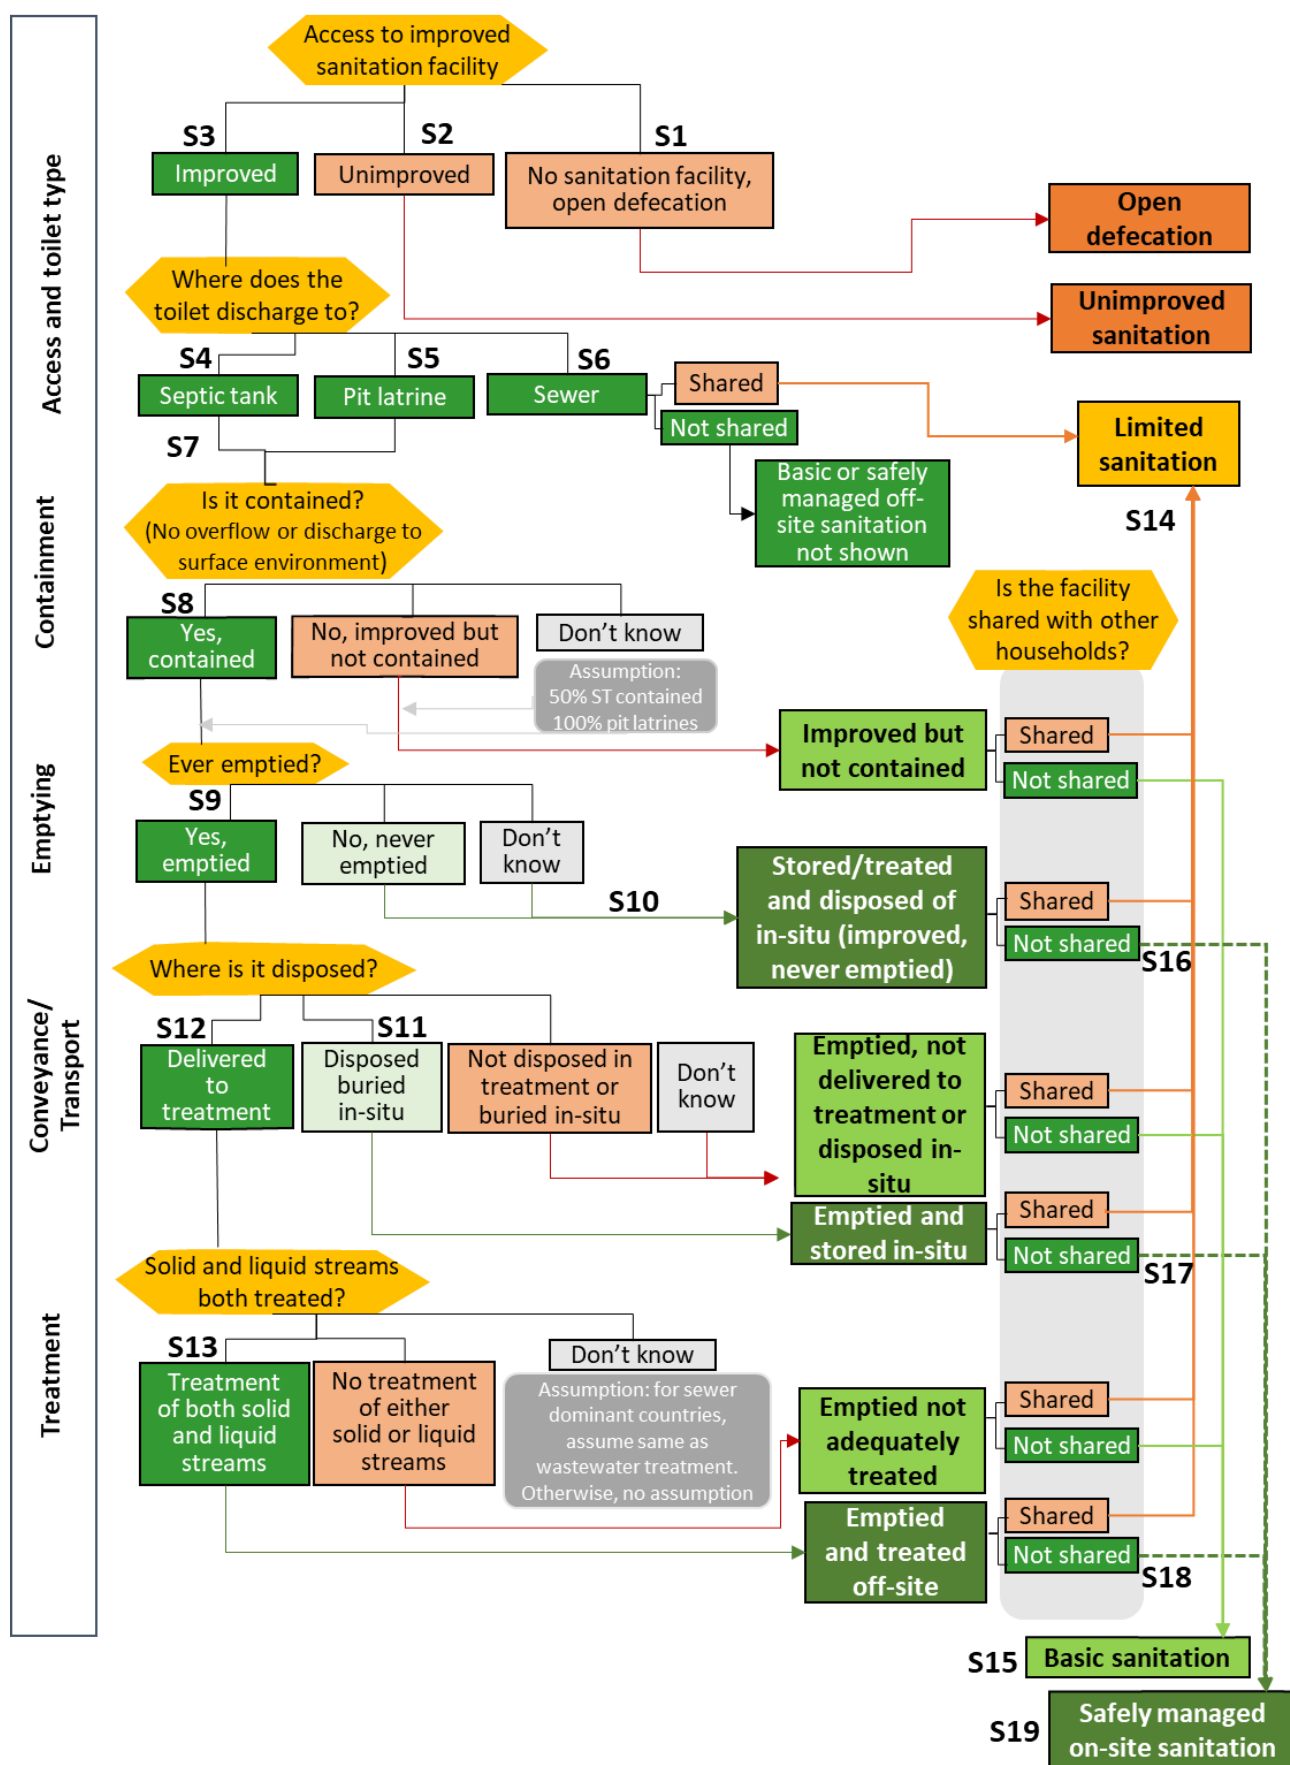 Access to improved
sanitation facility
S3
S2
S1
Improved
Unimproved
No sanitation facility,
open defecation
Open
defecation
Access and toilet type
Where does the
toilet discharge to?
Unimproved
sanitation
S4
S5
S6
Septic tank
Pit latrine
Sewer
Shared
Not shared
Limited
sanitation
S7
Basic or safely
managed off-
site sanitation
not shown
S14
Containment
Is it contained?
(No overflow or discharge to
surface environment)
Is the facility
shared with other
households?
S8
Yes,
contained
No, improved but
not contained
Don't know
Assumption:
50% ST contained
100% pit latrines
Improved but
not contained
Shared
Not shared
Emptying
Ever emptied?
S9
Yes,
emptied
No, never
emptied
Don't
know
S10
Stored/treated
and disposed of
in-situ (improved,
never emptied)
Shared
Not shared
S16
Conveyance/
Transport
Where is it disposed?
S12
S11
Delivered
to
treatment
Disposed
buried
in-situ
Not disposed in
treatment or
buried in-situ
Don't
know
Emptied, not
delivered to
treatment or
disposed in-
situ
Shared
Not shared
Emptied and
stored in-situ
Shared
Not shared
S17
Treatment
Solid and liquid streams
both treated?
S13
Treatment
of both solid
and liquid
streams
No treatment
of either
solid or liquid
streams
Don't know
Assumption: for sewer
dominant countries,
assume same as
wastewater treatment.
Otherwise, no assumption
Emptied not
adequately
treated
Shared
Not shared
Emptied
and treated
off-site
Shared
Not shared
S18
S15
Basic sanitation
S19
Safely managed
on-site sanitation